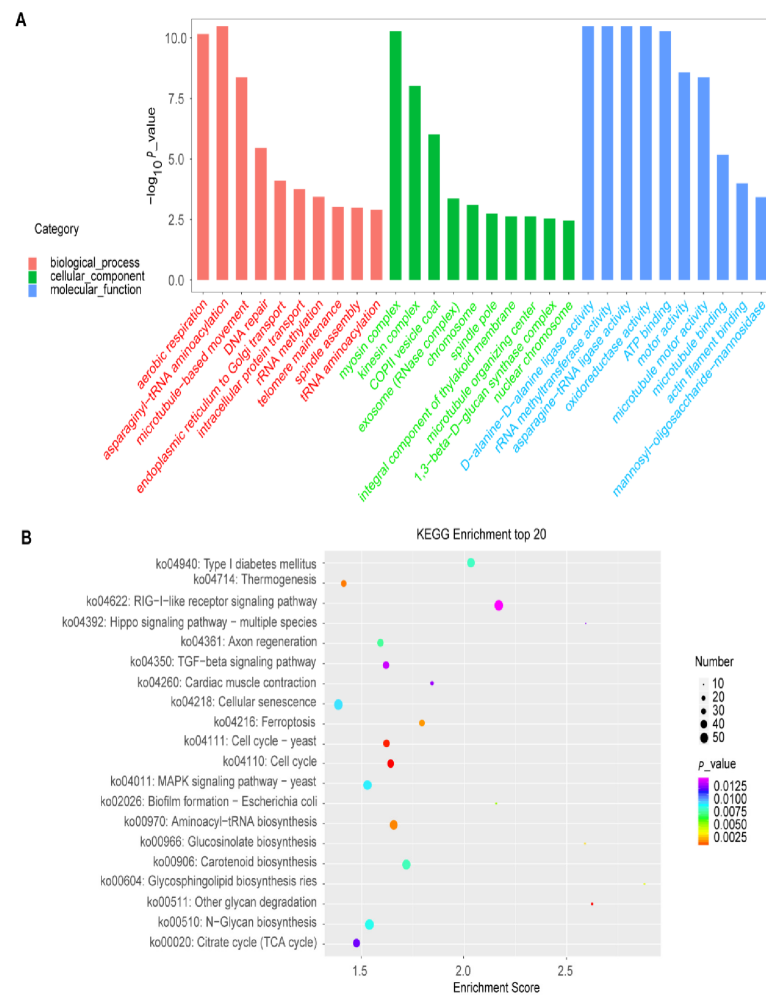 A
10.0
7.5
5.0
2.5
0.0
−log10 P_value
Category
biological_process
cellular_component
molecular_function
aerobic respiration
asparaginyl−tRNA aminoacylation
microtubule−based movement
DNA repair
endoplasmic reticulum to Golgi transport
intracellular protein transport
rRNA methylation
telomere maintenance
spindle assembly
tRNA aminoacylation
myosin complex
kinesin complex
COPII vesicle coat
exosome (RNase complex)
chromosome
spindle pole
integral component of thylakoid membrane
microtubule organizing center
1,3−beta−D−glucan synthase complex
nuclear chromosome
D−alanine−D−alanine ligase activity
rRNA methyltransferase activity
asparagine−tRNA ligase activity
oxidoreductase activity
ATP binding
motor activity
microtubule motor activity
microtubule binding
actin filament binding
mannosyl−oligosaccharide−mannosidase
B
KEGG Enrichment top 20
ko04940: Type I diabetes mellitus
ko04714: Thermogenesis
ko04622: RIG−I−like receptor signaling pathway
ko04392: Hippo signaling pathway − multiple species
ko04361: Axon regeneration
ko04350: TGF−beta signaling pathway
ko04260: Cardiac muscle contraction
ko04218: Cellular senescence
ko04216: Ferroptosis
ko04111: Cell cycle − yeast
ko04110: Cell cycle
ko04011: MAPK signaling pathway − yeast
ko02026: Biofilm formation − Escherichia coli
ko00970: Aminoacyl−tRNA biosynthesis
ko00966: Glucosinolate biosynthesis
ko00906: Carotenoid biosynthesis
ko00604: Glycosphingolipid biosynthesis ries
ko00511: Other glycan degradation
ko00510: N−Glycan biosynthesis
ko00020: Citrate cycle (TCA cycle)
1.5 2.0 2.5
Enrichment Score
Number
10
20
30
40
50
P_value
0.0125
0.0100
0.0075
0.0050
0.0025